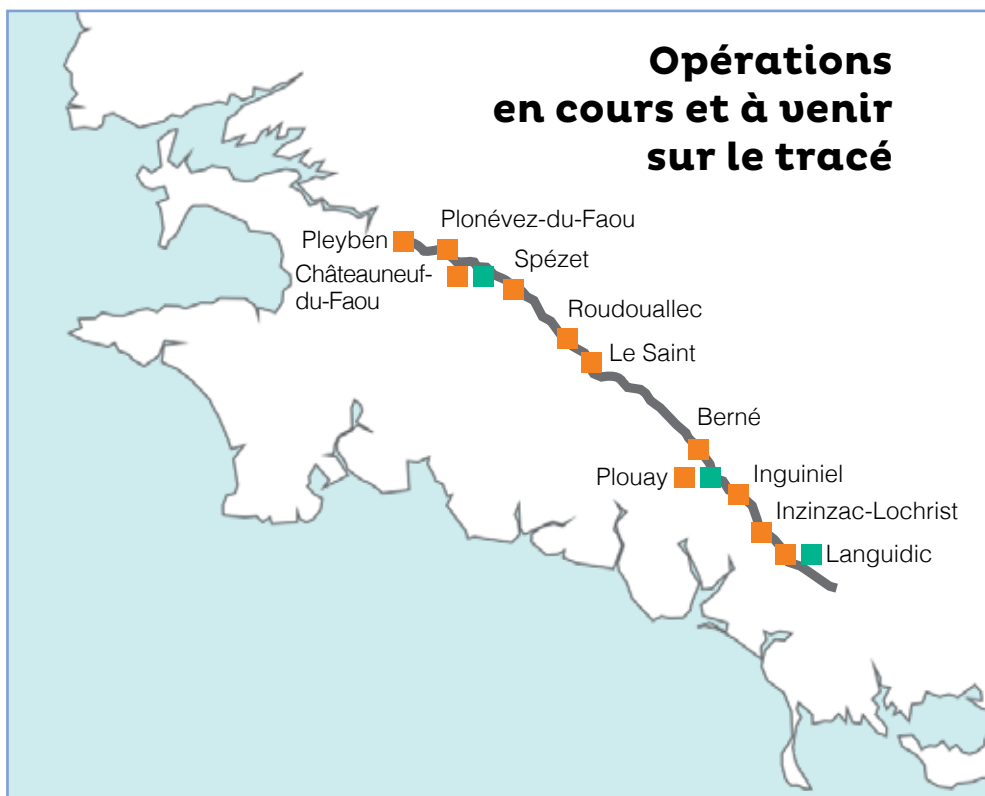 Opérations
en cours et à venir
sur le tracé
Plonévez-du-Faou
Pleyben
Spézet
Châteauneuf-
du-Faou
Roudouallec
Le Saint
Berné
Plouay
Inguiniel
Inzinzac-Lochrist
Languidic